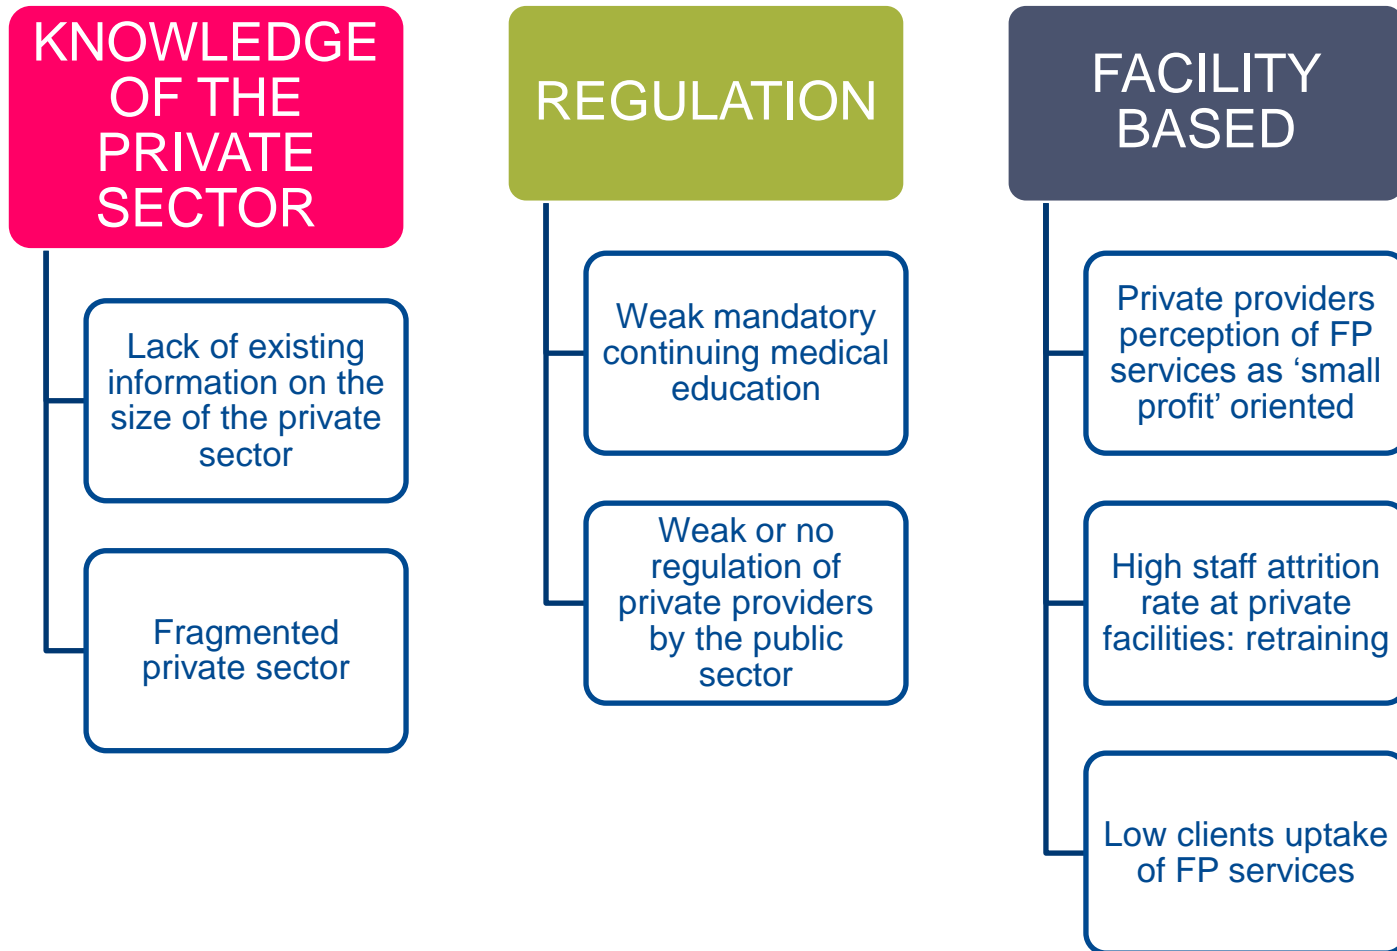 KNOWLEDGE
OF THE
PRIVATE
SECTOR
Lack of existing
information on the
size of the private
sector
Fragmented
private sector
REGULATION
Weak mandatory
continuing medical
education
Weak or no
regulation of
private providers
by the public
sector
FACILITY
BASED
Private providers
perception of FP
services as ‘small
profit’ oriented
High staff attrition
rate at private
facilities: retraining
Low clients uptake
of FP services